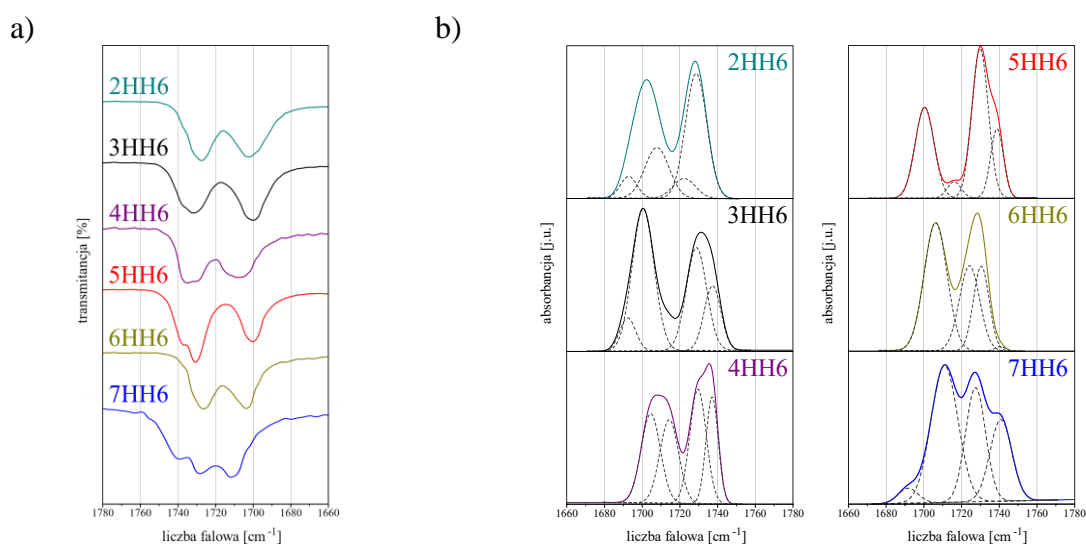 a)
2HH6
3HH6
4HH6
5HH6
6HH6
7HH6
transmitancja [%]
1780 1760 1740 1720 1700 1680 1660
liczba falowa [cm⁻¹]
b)
2HH6
3HH6
4HH6
absorbancja [j.u.]
1660 1680 1700 1720 1740 1760 1780
liczba falowa [cm⁻¹]
5HH6
6HH6
7HH6
absorbancja [j.u.]
1660 1680 1700 1720 1740 1760 1780
liczba falowa [cm⁻¹]